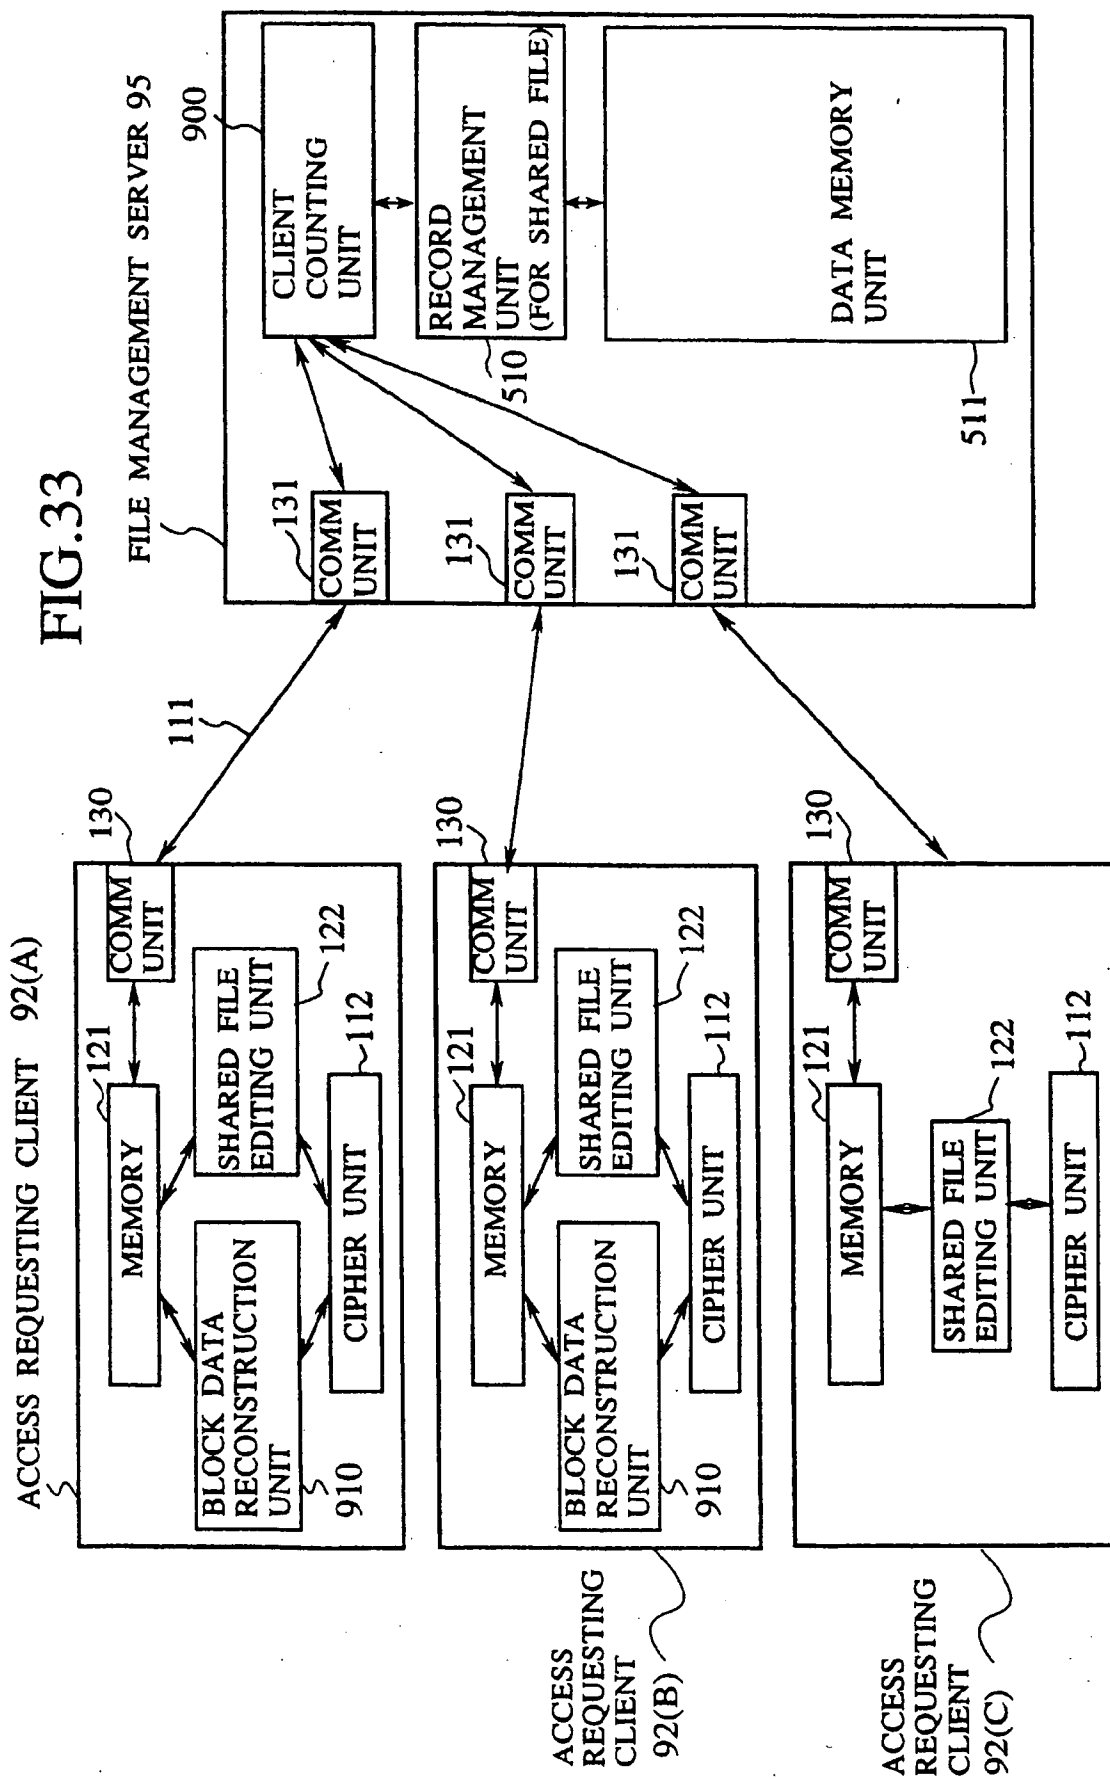 FIG.33
ACCESS REQUESTING CLIENT 92(A)
121
130
COMM
UNIT
MEMORY
BLOCK DATA
RECONSTRUCTION
UNIT
910
SHARED FILE
EDITING UNIT
122
CIPHER UNIT
112
111
ACCESS
REQUESTING
CLIENT
92(B)
121
130
COMM
UNIT
MEMORY
BLOCK DATA
RECONSTRUCTION
UNIT
910
SHARED FILE
EDITING UNIT
122
CIPHER UNIT
112
ACCESS
REQUESTING
CLIENT
92(C)
121
130
COMM
UNIT
MEMORY
SHARED FILE
EDITING UNIT
122
CIPHER UNIT
112
FILE MANAGEMENT SERVER 95
131
COMM
UNIT
131
COMM
UNIT
131
COMM
UNIT
900
CLIENT
COUNTING
UNIT
RECORD
MANAGEMENT
UNIT
(FOR SHARED FILE)
510
DATA MEMORY
UNIT
511